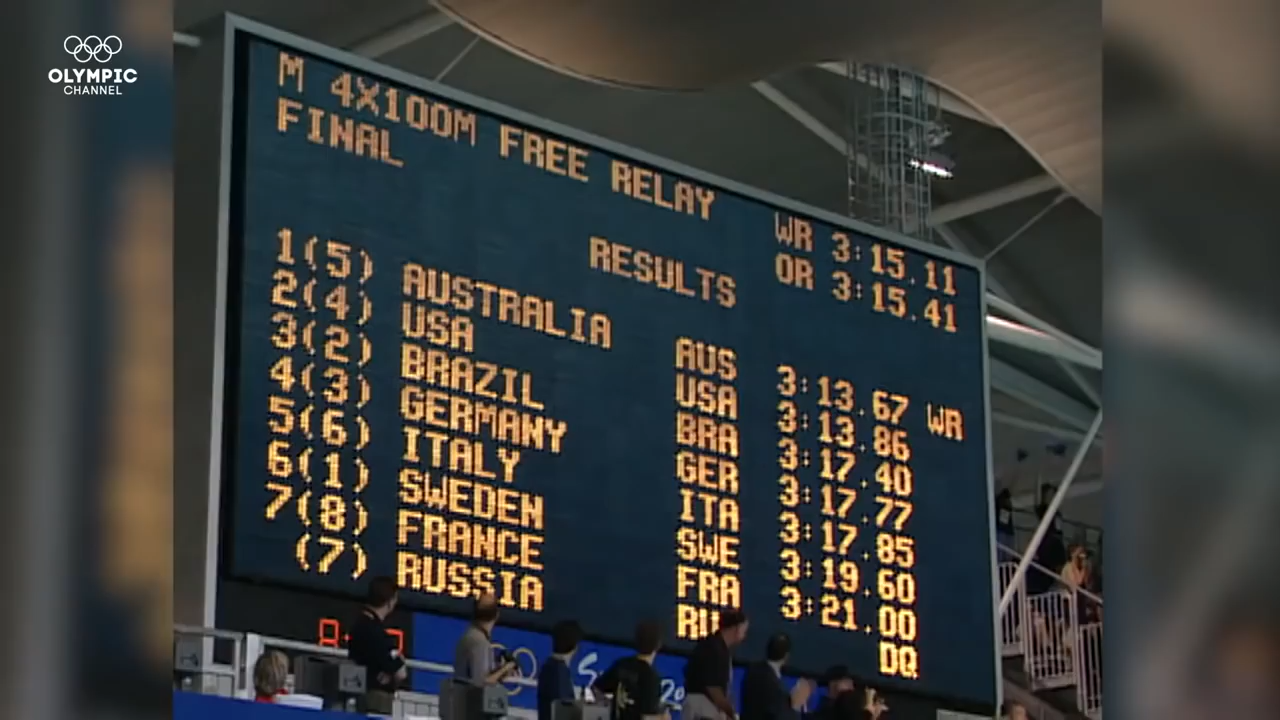 OLYMPIC
CHANNEL
M 4X100M FREE RELAY
FINAL
WR 3:15.11
RESULTS OR 3:15.41
1(5) AUSTRALIA AUS 3:13.67 WR
2(4) USA USA 3:13.86
3(2) BRAZIL BRA 3:17.40
4(3) GERMANY GER 3:17.77
5(6) ITALY ITA 3:17.85
6(1) SWEDEN SWE 3:19.60
7(8) FRANCE FRA 3:21.00
(7) RUSSIA DQ